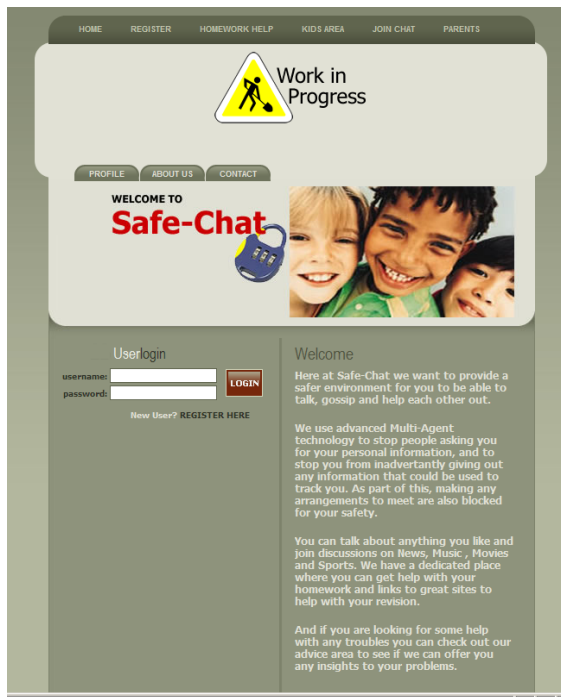 HOME REGISTER HOMEWORK HELP KIDS AREA JOIN CHAT PARENTS
Work in
Progress
PROFILE ABOUT US CONTACT
WELCOME TO
Safe-Chat
Userlogin
username:
password:
LOGIN
New User? REGISTER HERE
Welcome
Here at Safe-Chat we want to provide a
safer environment for you to be able to
talk, gossip and help each other out.
We use advanced Multi-Agent
technology to stop people asking you
for your personal information, and to
stop you from inadvertantly giving out
any information that could be used to
track you. As part of this, making any
arrangements to meet are also blocked
for your safety.
You can talk about anything you like and
join discussions on News, Music , Movies
and Sports. We have a dedicated place
where you can get help with your
homework and links to great sites to
help with your revision.
And if you are looking for some help
with any troubles you can check out our
advice area to see if we can offer you
any insights to your problems.